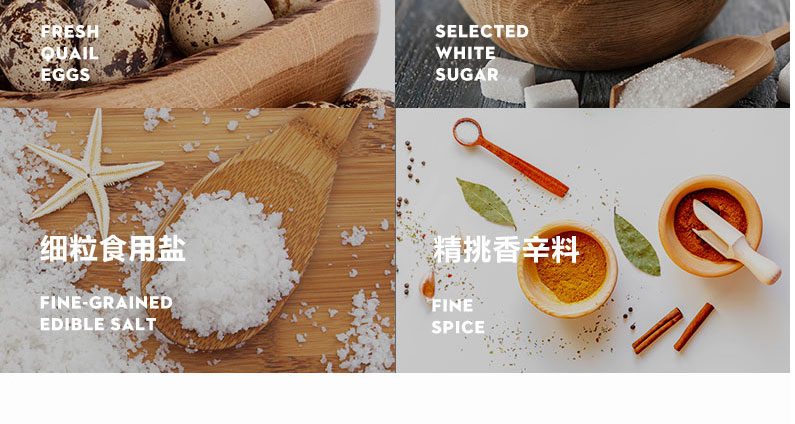 FRESH
QUAIL
EGGS
SELECTED
WHITE
SUGAR
细粒食用盐
FINE-GRAINED
EDIBLE SALT
精挑香辛料
FINE
SPICE